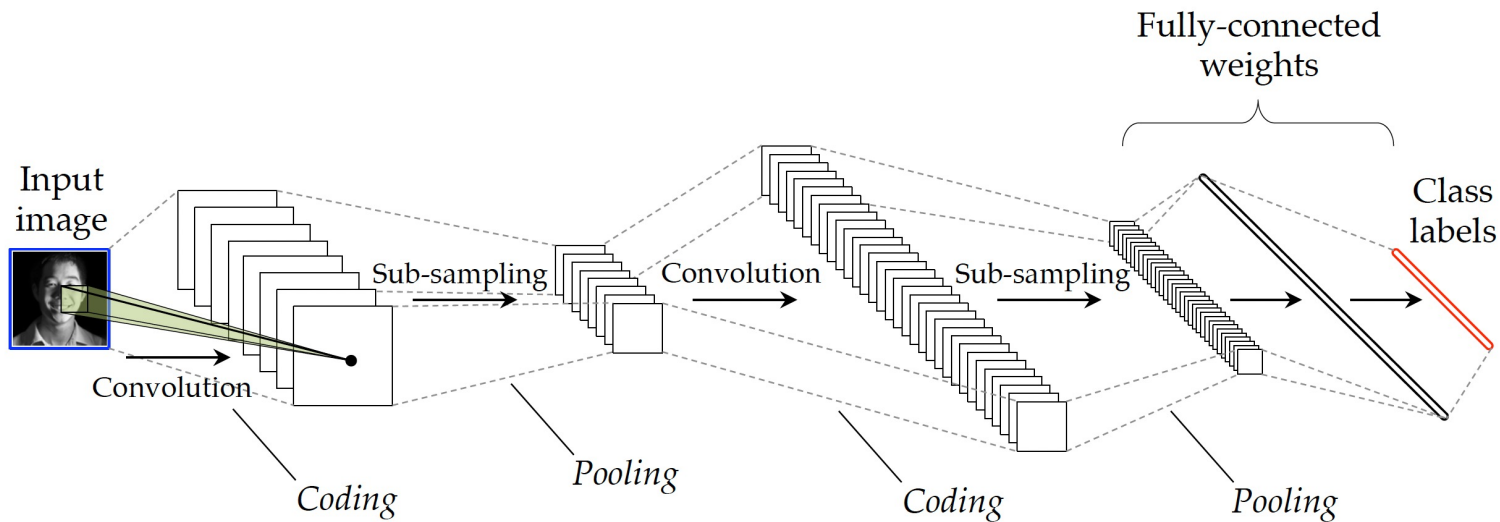 Fully-connected
weights
Input
image
Class
labels
Sub-sampling
Convolution
Sub-sampling
Convolution
Coding
Pooling
Coding
Pooling